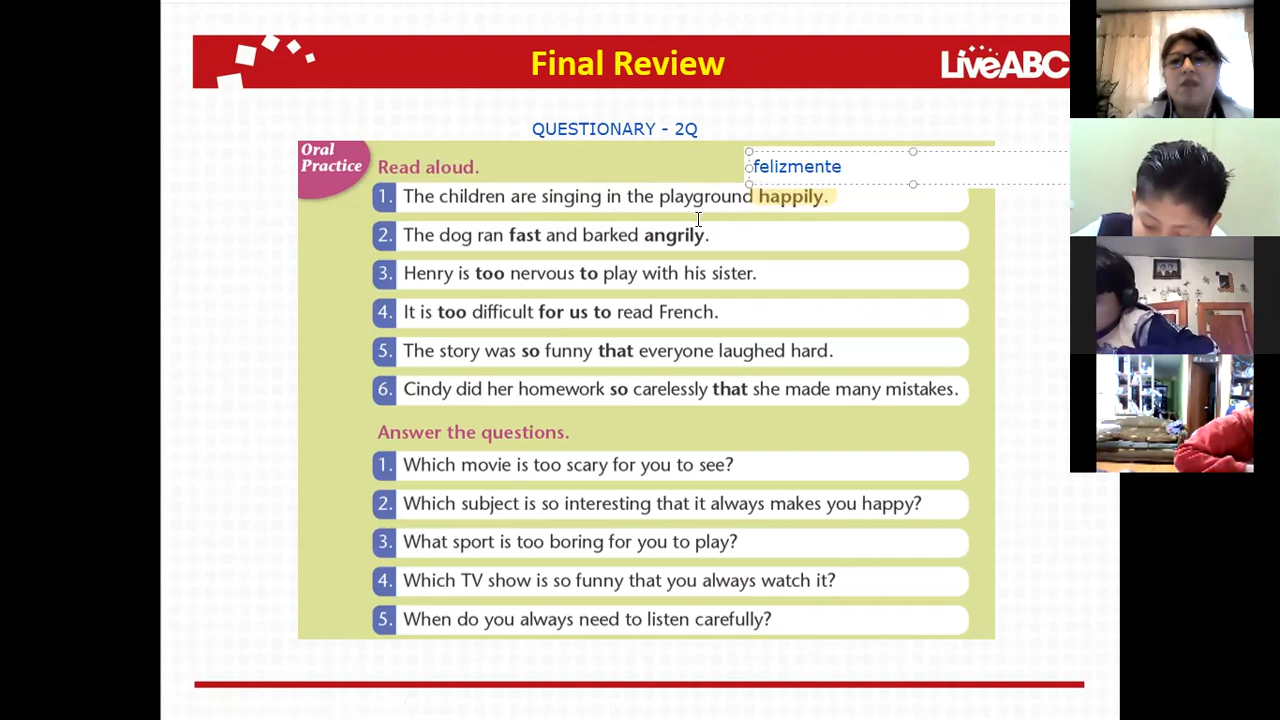 Final Review
LiveABC
QUESTIONARY - 2Q
Oral
Practice
Read aloud.
felizmente
1. The children are singing in the playground happily.
2. The dog ran fast and barked angrily.
3. Henry is too nervous to play with his sister.
4. It is too difficult for us to read French.
5. The story was so funny that everyone laughed hard.
6. Cindy did her homework so carelessly that she made many mistakes.
Answer the questions.
1. Which movie is too scary for you to see?
2. Which subject is so interesting that it always makes you happy?
3. What sport is too boring for you to play?
4. Which TV show is so funny that you always watch it?
5. When do you always need to listen carefully?